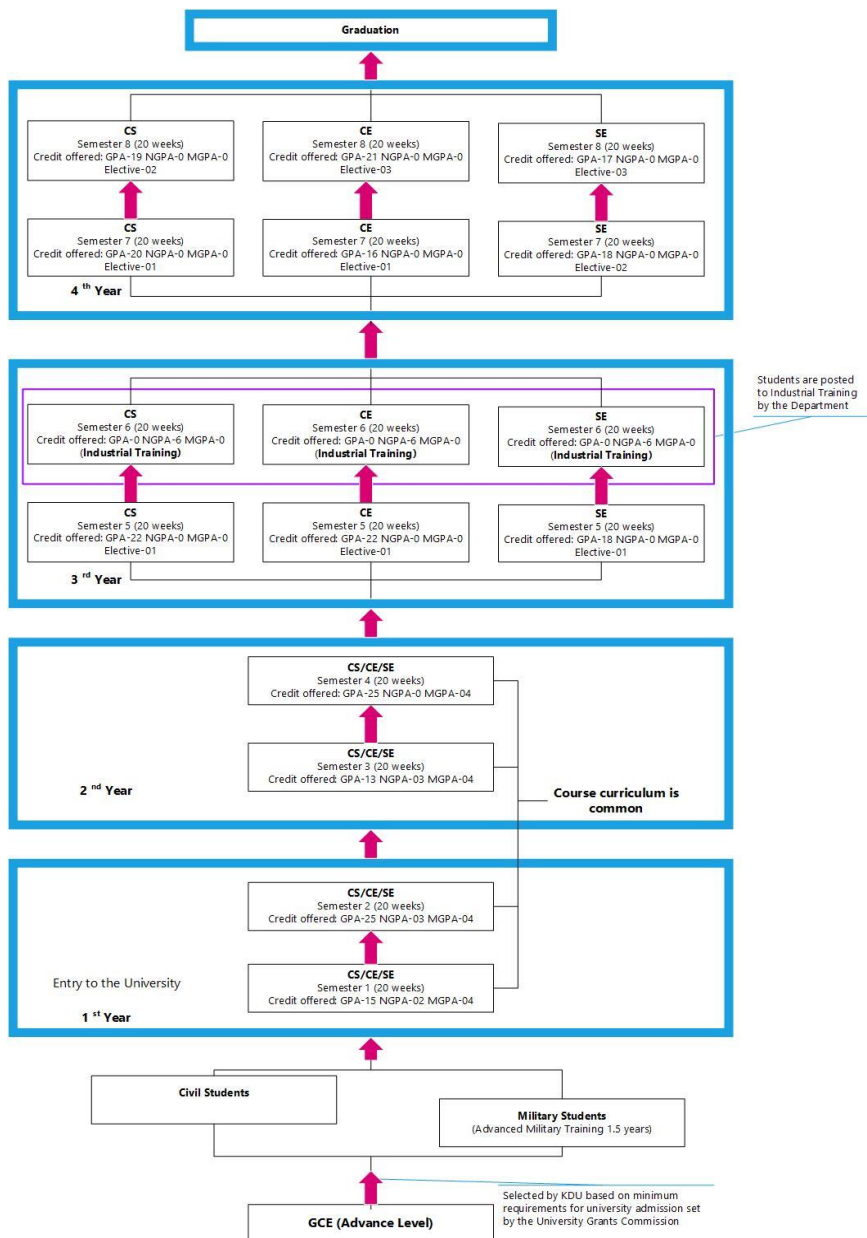 Graduation
CS
Semester 8 (20 weeks)
Credit offered: GPA-19 NGPA-0 MGPA-0
Elective-02
CE
Semester 8 (20 weeks)
Credit offered: GPA-21 NGPA-0 MGPA-0
Elective-03
SE
Semester 8 (20 weeks)
Credit offered: GPA-17 NGPA-0 MGPA-0
Elective-03
CS
Semester 7 (20 weeks)
Credit offered: GPA-20 NGPA-0 MGPA-0
Elective-01
CE
Semester 7 (20 weeks)
Credit offered: GPA-16 NGPA-0 MGPA-0
Elective-01
SE
Semester 7 (20 weeks)
Credit offered: GPA-18 NGPA-0 MGPA-0
Elective-02
4 th Year
Students are posted
to Industrial Training
by the Department
CS
Semester 6 (20 weeks)
Credit offered: GPA-0 NGPA-6 MGPA-0
(Industrial Training)
CE
Semester 6 (20 weeks)
Credit offered: GPA-0 NGPA-6 MGPA-0
(Industrial Training)
SE
Semester 6 (20 weeks)
Credit offered: GPA-0 NGPA-6 MGPA-0
(Industrial Training)
CS
Semester 5 (20 weeks)
Credit offered: GPA-22 NGPA-0 MGPA-0
Elective-01
CE
Semester 5 (20 weeks)
Credit offered: GPA-22 NGPA-0 MGPA-0
Elective-01
SE
Semester 5 (20 weeks)
Credit offered: GPA-18 NGPA-0 MGPA-0
Elective-01
3 rd Year
CS/CE/SE
Semester 4 (20 weeks)
Credit offered: GPA-25 NGPA-0 MGPA-04
CS/CE/SE
Semester 3 (20 weeks)
Credit offered: GPA-13 NGPA-03 MGPA-04
2 nd Year
Course curriculum is
common
CS/CE/SE
Semester 2 (20 weeks)
Credit offered: GPA-25 NGPA-03 MGPA-04
CS/CE/SE
Semester 1 (20 weeks)
Credit offered: GPA-15 NGPA-02 MGPA-04
Entry to the University
1 st Year
Civil Students
Military Students
(Advanced Military Training 1.5 years)
Selected by KDU based on minimum
requirements for university admission set
by the University Grants Commission
GCE (Advance Level)